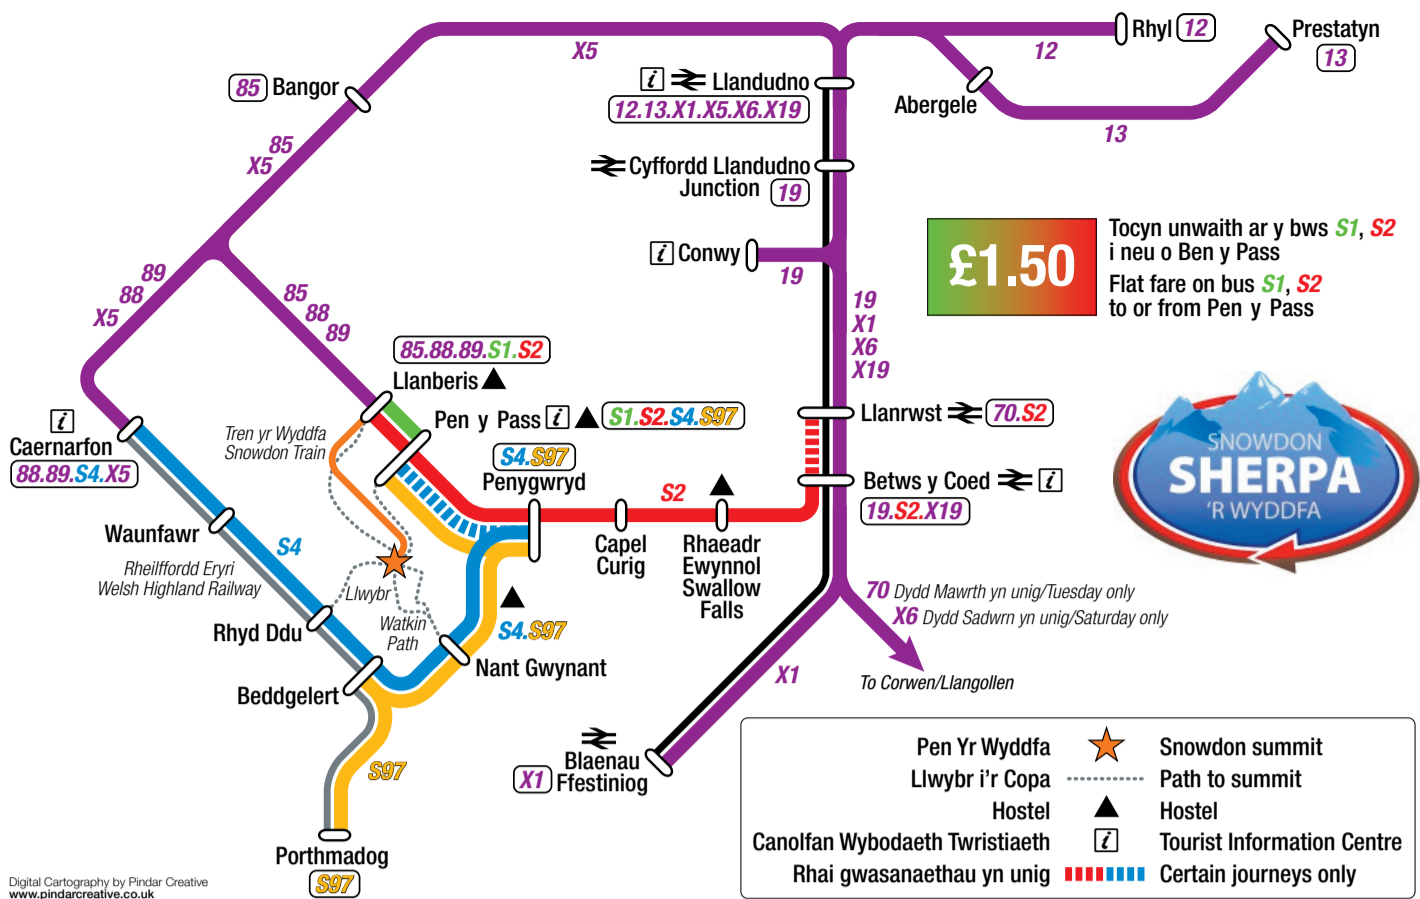 X5
12
Rhyl 12
Prestatyn
13
Abergele
13
85 Bangor
i Llandudno
12.13.X1.X5.X6.X19
85
X5
Cyffordd Llandudno
Junction 19
i Conwy
19
£1.50
Tocyn unwaith ar y bws S1, S2
i neu o Ben y Pass
Flat fare on bus S1, S2
to or from Pen y Pass
89
88
X5
85
88
89
19
X1
X6
X19
85.88.89.S1.S2
Llanberis
Pen y Pass i S1.S2.S4.S97
Llanrwst 70.S2
i
Caernarfon
88.89.S4.X5
Tren yr Wyddfa
Snowdon Train
S4.S97
Penygwryd
S2
Betws y Coed i
19.S2.X19
SNOWDON
SHERPA
'R WYDDFA
Waunfawr
S4
Capel
Curig
Rhaeadr
Ewynnol
Swallow
Falls
Rheilffordd Eryri
Welsh Highland Railway
Llwybr
Watkin
Path
Rhyd Ddu
S4.S97
Nant Gwynant
Beddgelert
70 Dydd Mawrth yn unig/Tuesday only
X6 Dydd Sadwrn yn unig/Saturday only
To Corwen/Llangollen
X1
Blaenau
X1 Ffestiniog
S97
Porthmadog
S97
Pen Yr Wyddfa Snowdon summit
Llwybr i'r Copa Path to summit
Hostel Hostel
Canolfan Wybodaeth Twristiaeth i Tourist Information Centre
Rhai gwasanaethau yn unig Certain journeys only
Digital Cartography by Pindar Creative
www.pindarcreative.co.uk